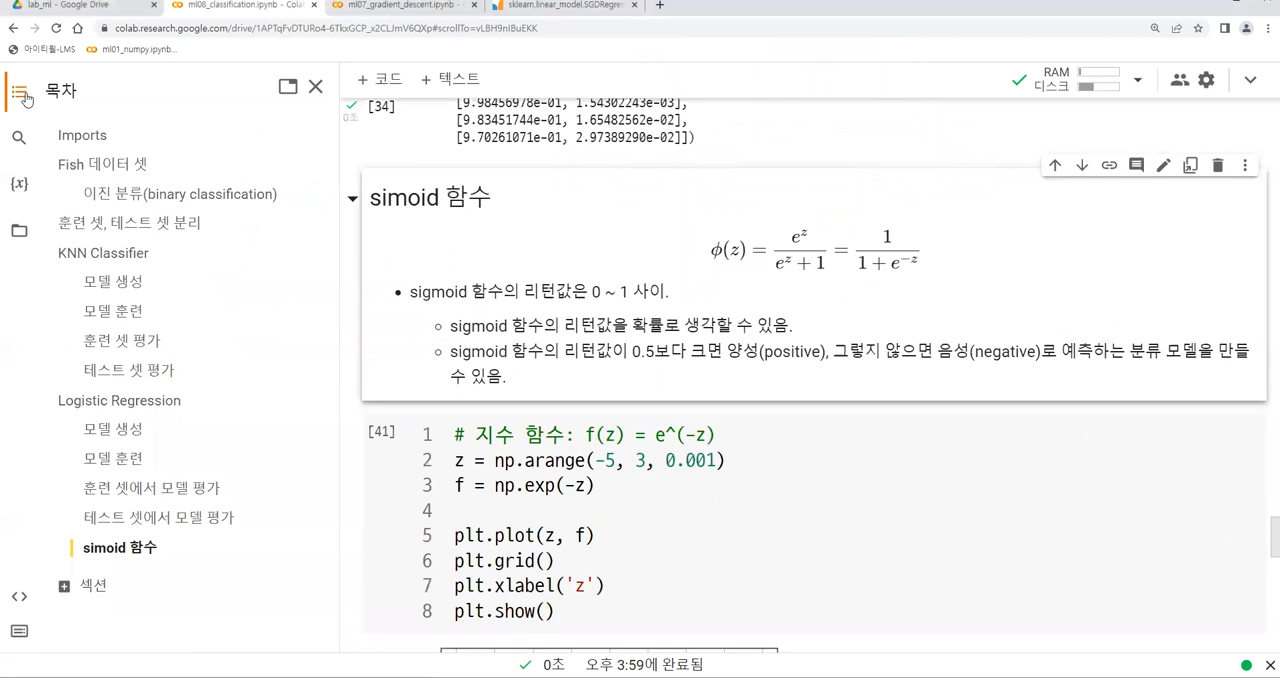 lab_ml - Google Drive
ml08_classification.ipynb - Colab
ml07_gradient_descent.ipynb -
sklearn.linear_model.SGDRegres
colab.research.google.com/drive/1APTqFvDTURo4-6TkxGCP_x2CLJmV6QXp#scrollTo=vLBH9nIBuEKK
아이티윌-LMS
ml01_numpy.ipynb...
목차
+ 코드 + 텍스트
RAM
디스크
Imports
Fish 데이터 셋
이진 분류(binary classification)
훈련 셋, 테스트 셋 분리
KNN Classifier
모델 생성
모델 훈련
훈련 셋 평가
테스트 셋 평가
Logistic Regression
모델 생성
모델 훈련
훈련 셋에서 모델 평가
테스트 셋에서 모델 평가
simoid 함수
섹션
[34]
0초
[9.98456978e-01, 1.54302243e-03],
[9.83451744e-01, 1.65482562e-02],
[9.70261071e-01, 2.97389290e-02]])
simoid 함수
ϕ(z) = e^z / (e^z + 1) = 1 / (1 + e^−z)
• sigmoid 함수의 리턴값은 0 ~ 1 사이.
◦ sigmoid 함수의 리턴값을 확률로 생각할 수 있음.
◦ sigmoid 함수의 리턴값이 0.5보다 크면 양성(positive), 그렇지 않으면 음성(negative)로 예측하는 분류 모델을 만들
수 있음.
[41]
1 # 지수 함수: f(z) = e^(-z)
2 z = np.arange(-5, 3, 0.001)
3 f = np.exp(-z)
4
5 plt.plot(z, f)
6 plt.grid()
7 plt.xlabel('z')
8 plt.show()
0초 오후 3:59에 완료됨